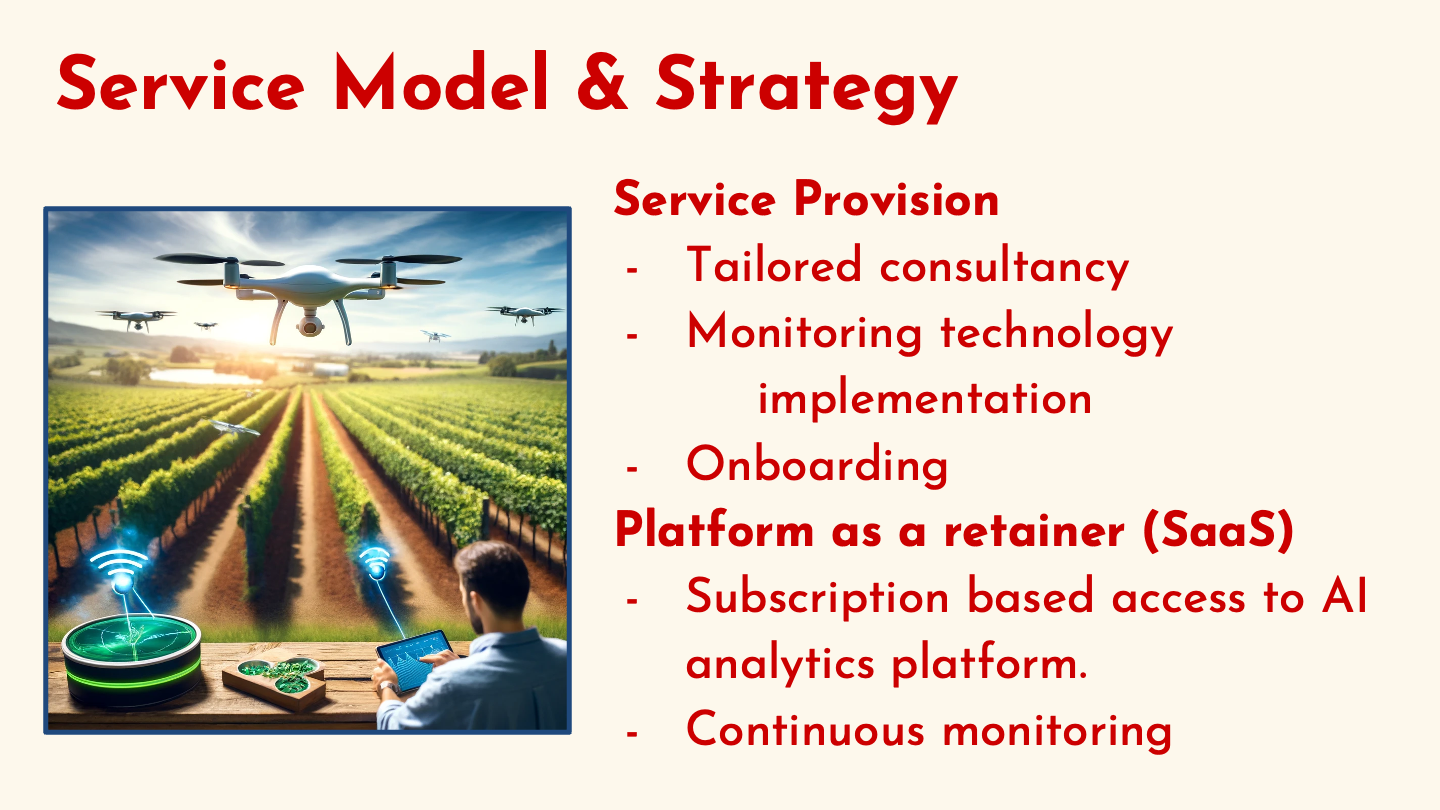 Service Model & Strategy
Service Provision
- Tailored consultancy
- Monitoring technology
implementation
- Onboarding
Platform as a retainer (SaaS)
- Subscription based access to AI
analytics platform.
- Continuous monitoring